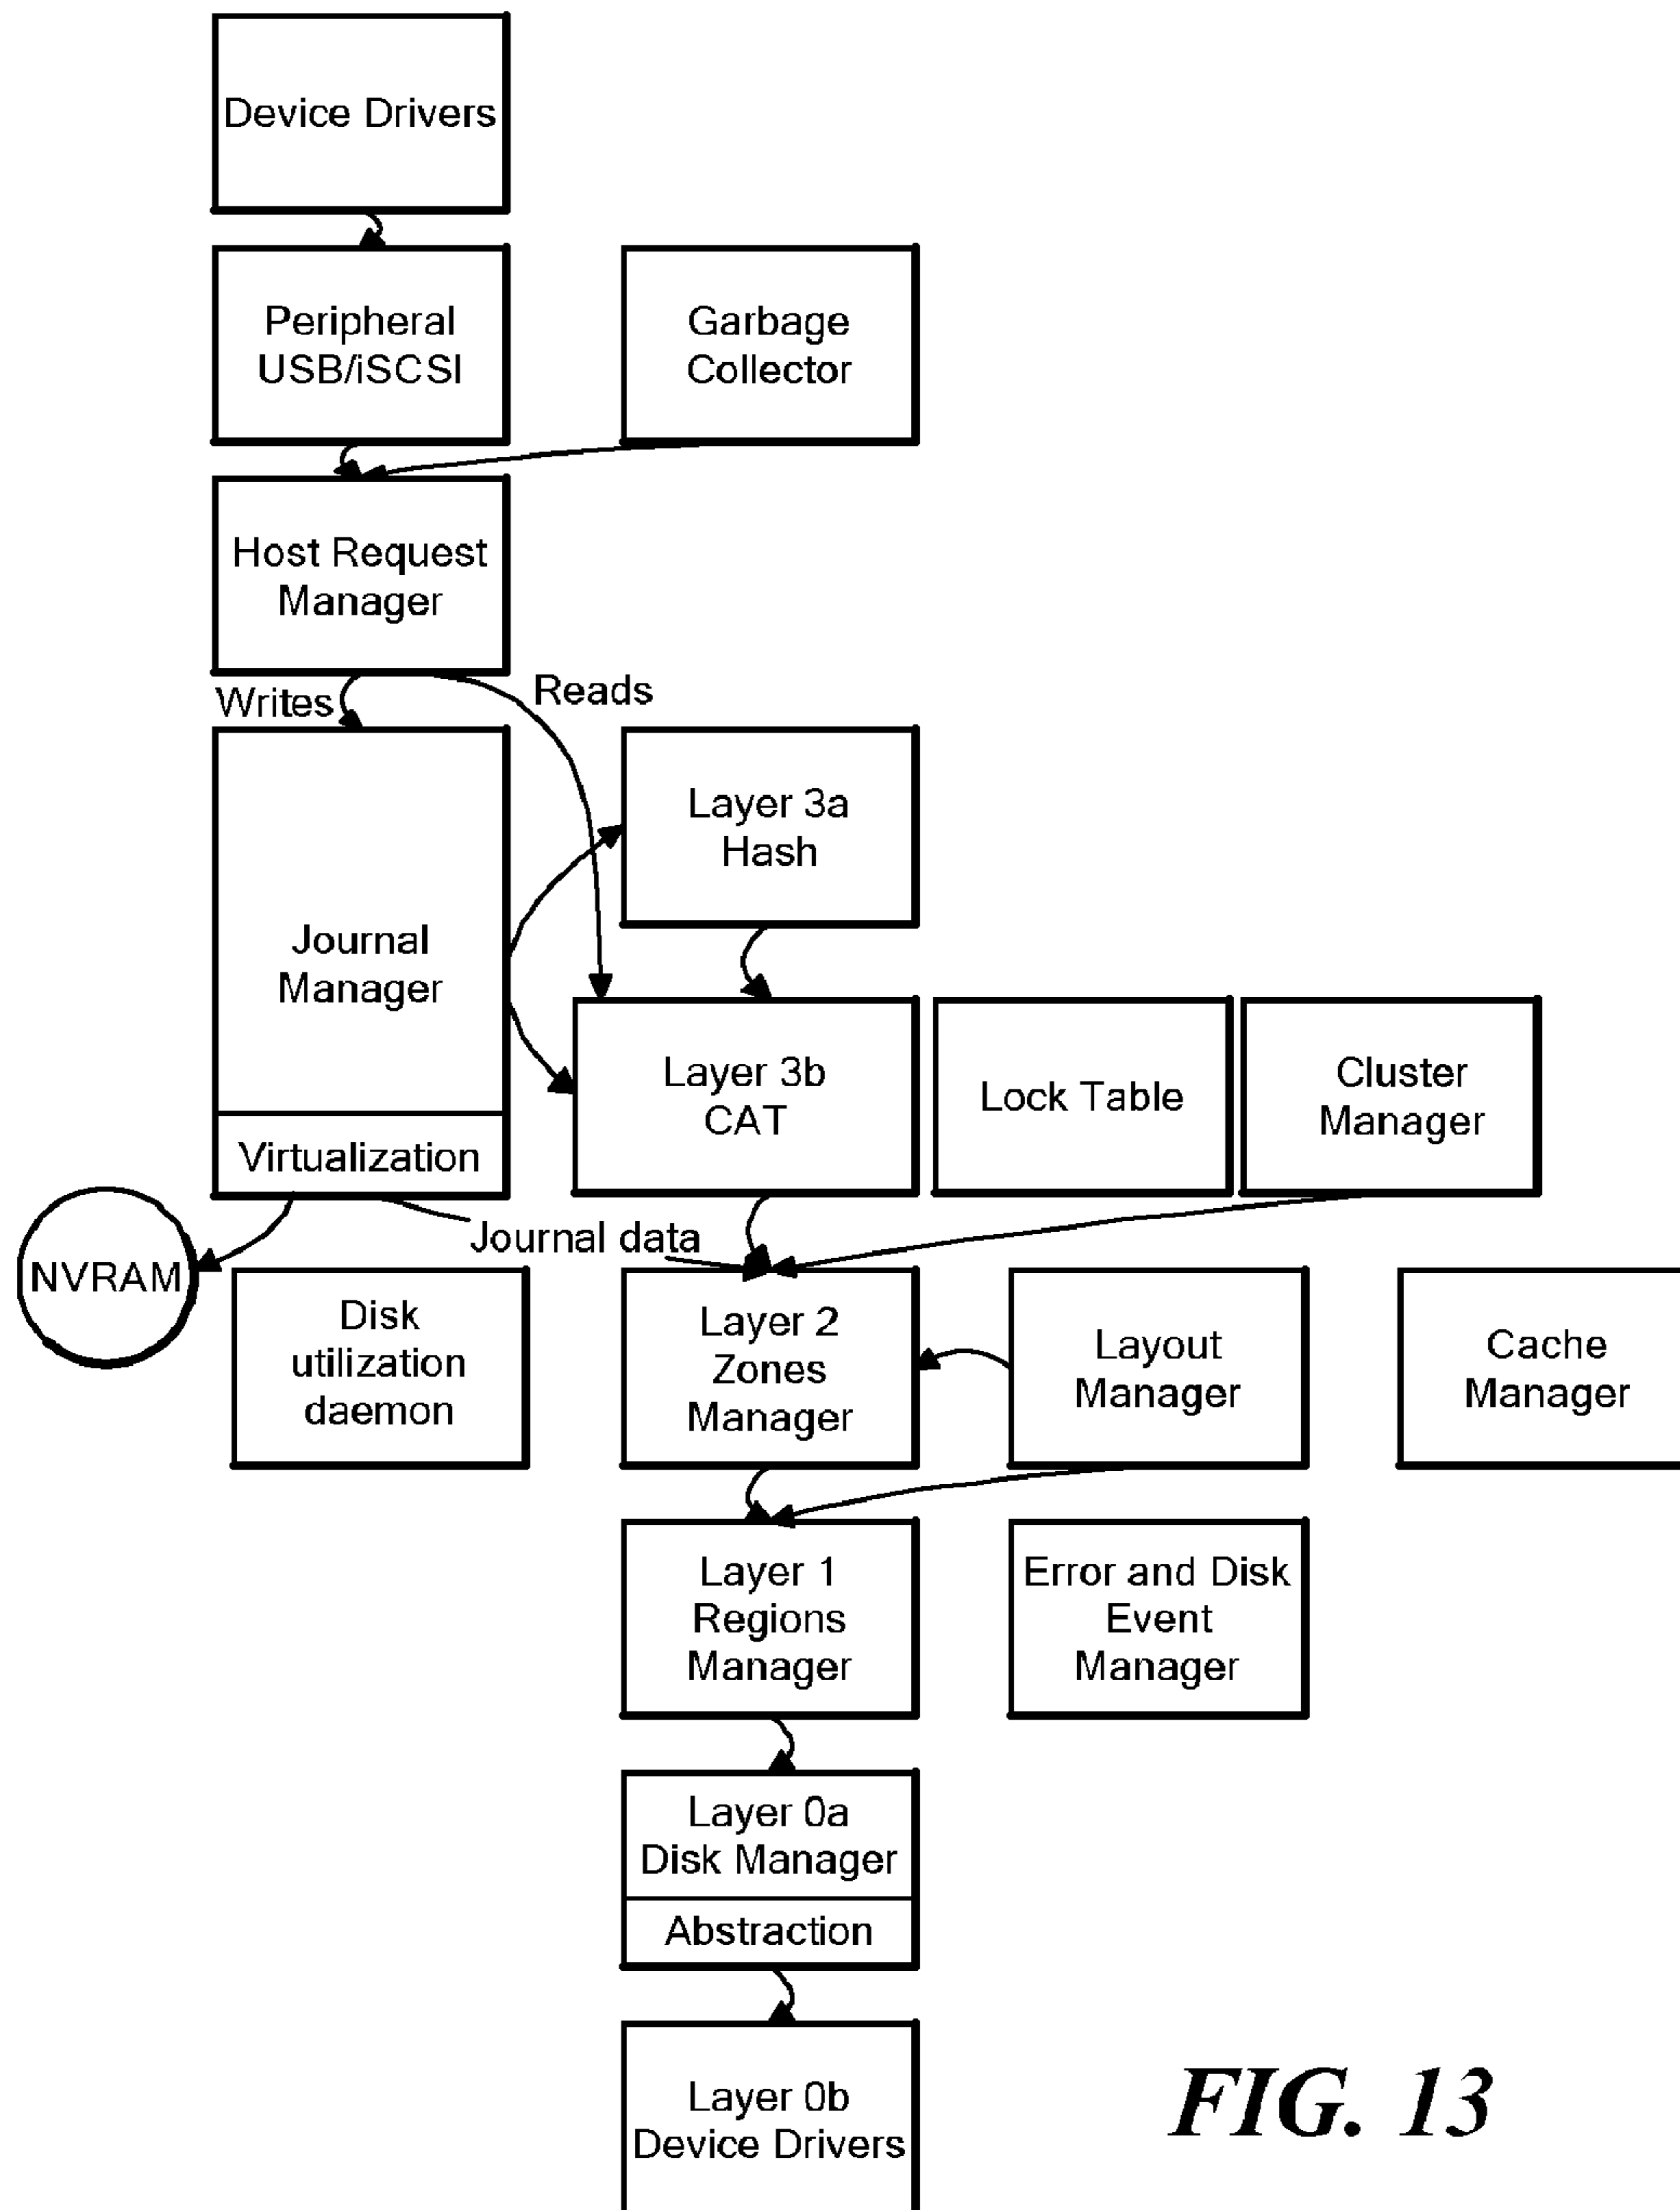 Device Drivers
Peripheral
USB/iSCSI
Garbage
Collector
Host Request
Manager
Writes
Reads
Layer 3a
Hash
Journal
Manager
Virtualization
Layer 3b
CAT
Lock Table
Cluster
Manager
NVRAM
Journal data
Disk
utilization
daemon
Layer 2
Zones
Manager
Layout
Manager
Cache
Manager
Layer 1
Regions
Manager
Error and Disk
Event
Manager
Layer 0a
Disk Manager
Abstraction
Layer 0b
Device Drivers
FIG. 13